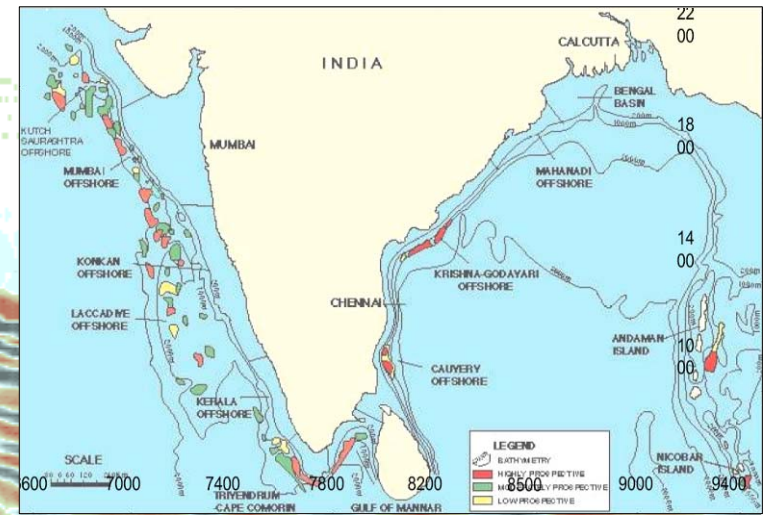 22
00
CALCUTTA
INDIA
BENGAL
BASIN
KUTCH
SAURASHTRA
OFFSHORE
18
00
MUMBAI
MUMBAI
OFFSHORE
MAHANADI
OFFSHORE
14
00
KONKAN
OFFSHORE
KRISHNA-GODAVARI
OFFSHORE
CHENNAI
LACCADIVE
OFFSHORE
ANDAMAN
ISLAND
10
00
CAUVERY
OFFSHORE
KERALA
OFFSHORE
LEGEND
BATHYMETRY
HIGHLY PROSPECTIVE
MODERATELY PROSPECTIVE
LOW PROSPECTIVE
SCALE
NICOBAR
ISLAND
600 7000 7400 7800 8200 8500 9000 9400
TRIVENDRUM
CAPE COMORIN
GULF OF MANNAR